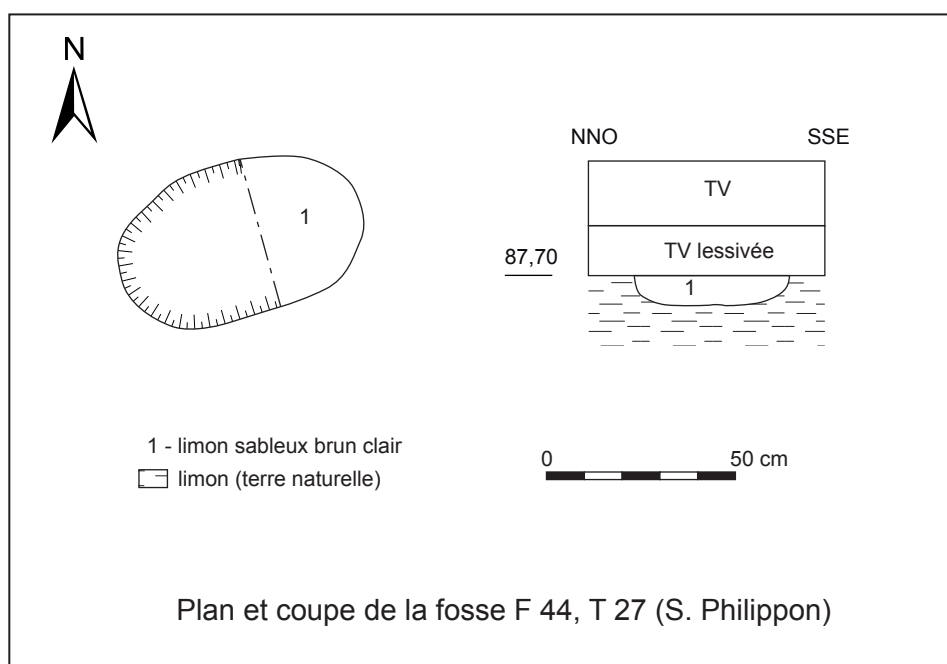 N
NNO SSE
TV
1
TV lessivée
87,70
1
1 - limon sableux brun clair
limon (terre naturelle)
0 50 cm
Plan et coupe de la fosse F 44, T 27 (S. Philippon)